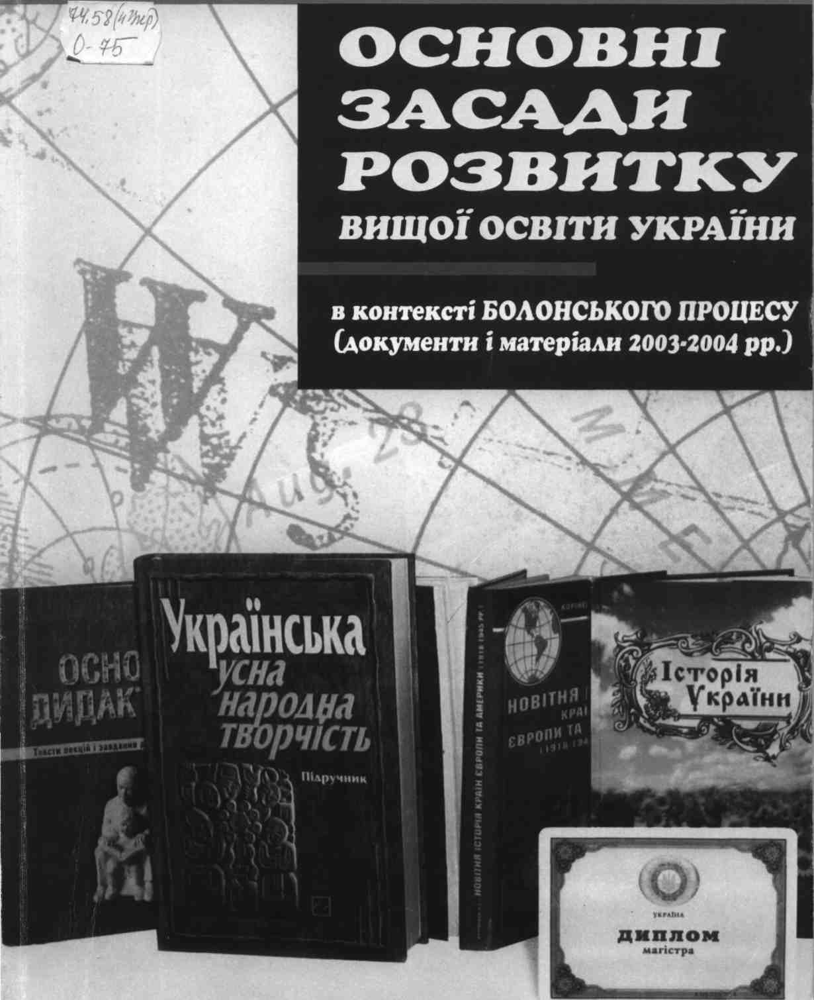 74.58(4Укр)
О-75
ОСНОВНІ
ЗАСАДИ
РОЗВИТКУ
ВИЩОЇ ОСВІТИ УКРАЇНИ
в контексті БОЛОНСЬКОГО ПРОЦЕСУ
(документи і матеріали 2003-2004 рр.)
Aug. 29
М М Е
ОСНО
ДИДАК
Тексти лекцій і завдання д
Українська
усна
народна
творчість
Підручник
НОВІТНЯ ІСТОРІЯ КРАЇН ЄВРОПИ ТА АМЕРИКИ (1918-1945 РР.)
НОВІТНЯ І
КРАЇ
ЄВРОПИ ТА
(1918-194
Історія
України
УКРАЇНА
ДИПЛОМ
магістра